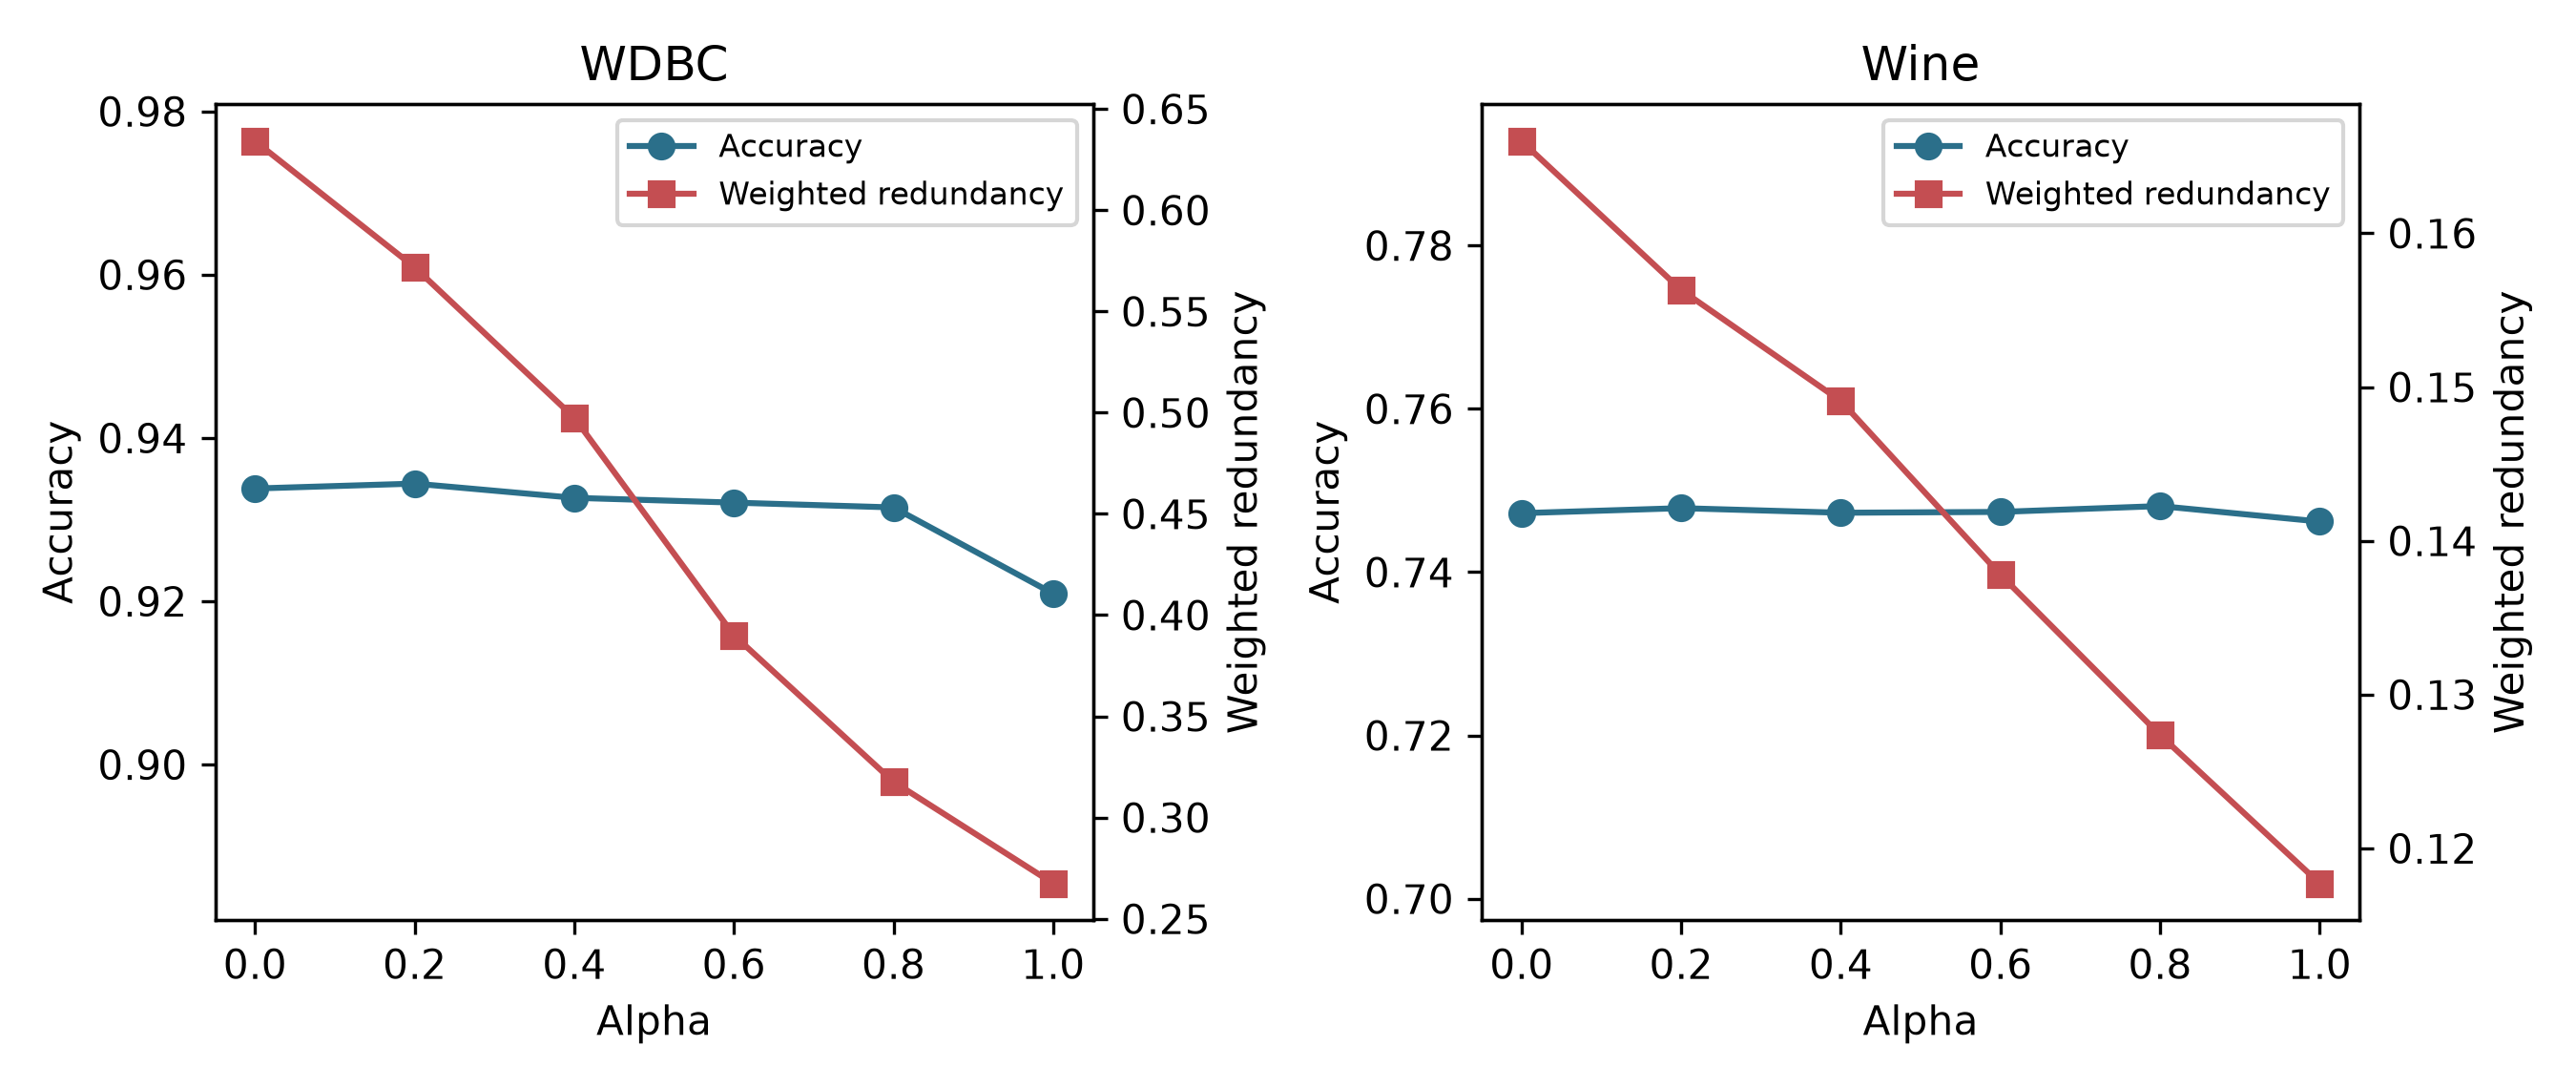 WDBC
0.98
0.96
0.94
0.92
0.90
Accuracy
Accuracy
Weighted redundancy
0.65
0.60
0.55
0.50
0.45
0.40
0.35
0.30
0.25
Weighted redundancy
0.0 0.2 0.4 0.6 0.8 1.0
Alpha
Wine
0.78
0.76
0.74
0.72
0.70
Accuracy
Accuracy
Weighted redundancy
0.16
0.15
0.14
0.13
0.12
Weighted redundancy
0.0 0.2 0.4 0.6 0.8 1.0
Alpha